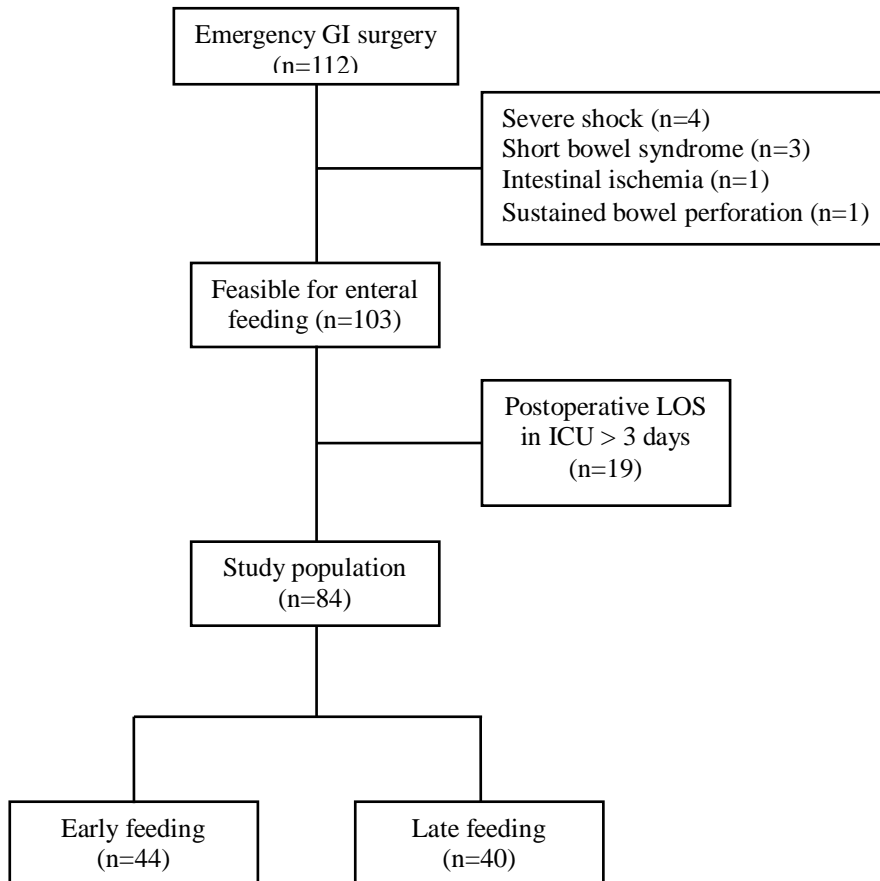 Emergency GI surgery
(n=112)
Severe shock (n=4)
Short bowel syndrome (n=3)
Intestinal ischemia (n=1)
Sustained bowel perforation (n=1)
Feasible for enteral
feeding (n=103)
Postoperative LOS
in ICU > 3 days
(n=19)
Study population
(n=84)
Early feeding
(n=44)
Late feeding
(n=40)